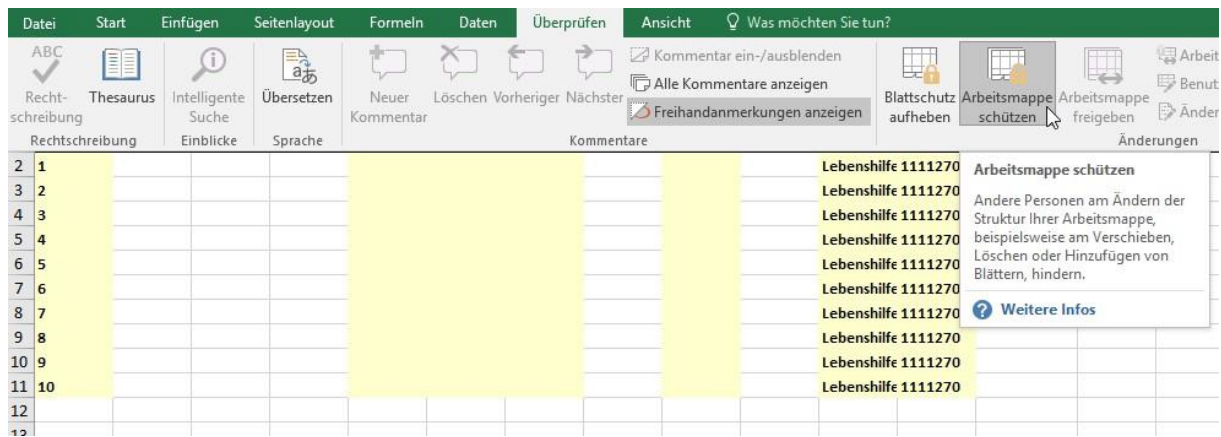 Datei Start Einfügen Seitenlayout Formeln Daten Überprüfen Ansicht Was möchten Sie tun?
ABC
Recht-
schreibung
Thesaurus
Intelligente
Suche
aあ
Übersetzen
Neuer
Kommentar
Löschen Vorheriger Nächster
Kommentar ein-/ausblenden
Alle Kommentare anzeigen
Freihandanmerkungen anzeigen
Blattschutz
aufheben
Arbeitsmappe
schützen
Arbeitsmappe
freigeben
Arbeit
Benut
Änder
Rechtschreibung Einblicke Sprache Kommentare Änderungen
2 1 Lebenshilfe 1111270
3 2 Lebenshilfe 1111270
4 3 Lebenshilfe 1111270
5 4 Lebenshilfe 1111270
6 5 Lebenshilfe 1111270
7 6 Lebenshilfe 1111270
8 7 Lebenshilfe 1111270
9 8 Lebenshilfe 1111270
10 9 Lebenshilfe 1111270
11 10 Lebenshilfe 1111270
12
13
Arbeitsmappe schützen
Andere Personen am Ändern der
Struktur Ihrer Arbeitsmappe,
beispielsweise am Verschieben,
Löschen oder Hinzufügen von
Blättern, hindern.
Weitere Infos